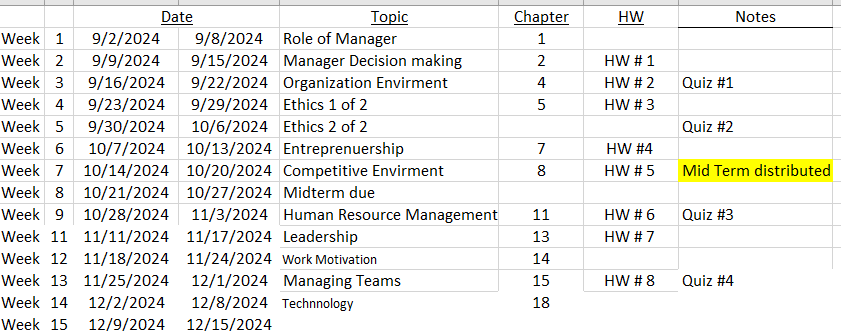 Date Topic Chapter HW Notes
Week 1 9/2/2024 9/8/2024 Role of Manager 1
Week 2 9/9/2024 9/15/2024 Manager Decision making 2 HW # 1
Week 3 9/16/2024 9/22/2024 Organization Envirment 4 HW # 2 Quiz #1
Week 4 9/23/2024 9/29/2024 Ethics 1 of 2 5 HW # 3
Week 5 9/30/2024 10/6/2024 Ethics 2 of 2 Quiz #2
Week 6 10/7/2024 10/13/2024 Entreprenuership 7 HW #4
Week 7 10/14/2024 10/20/2024 Competitive Envirment 8 HW # 5 Mid Term distributed
Week 8 10/21/2024 10/27/2024 Midterm due
Week 9 10/28/2024 11/3/2024 Human Resource Management 11 HW # 6 Quiz #3
Week 11 11/11/2024 11/17/2024 Leadership 13 HW # 7
Week 12 11/18/2024 11/24/2024 Work Motivation 14
Week 13 11/25/2024 12/1/2024 Managing Teams 15 HW # 8 Quiz #4
Week 14 12/2/2024 12/8/2024 Technnology 18
Week 15 12/9/2024 12/15/2024